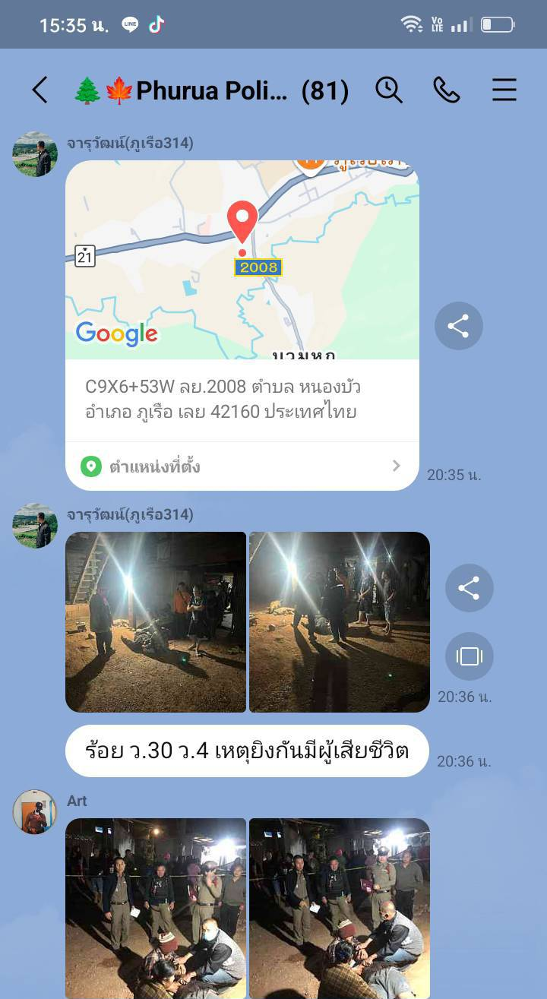 15:35 น.
LINE
Vo
LTE
🌲🍁Phurua Poli... (81)
จารุวัฒน์(ภูเรือ314)
21
2008
Google
C9X6+53W ลย.2008 ตำบล หนองบัว
อำเภอ ภูเรือ เลย 42160 ประเทศไทย
ตำแหน่งที่ตั้ง
20:35 น.
จารุวัฒน์(ภูเรือ314)
20:36 น.
ร้อย ว.30 ว.4 เหตุยิงกันมีผู้เสียชีวิต
20:36 น.
Art